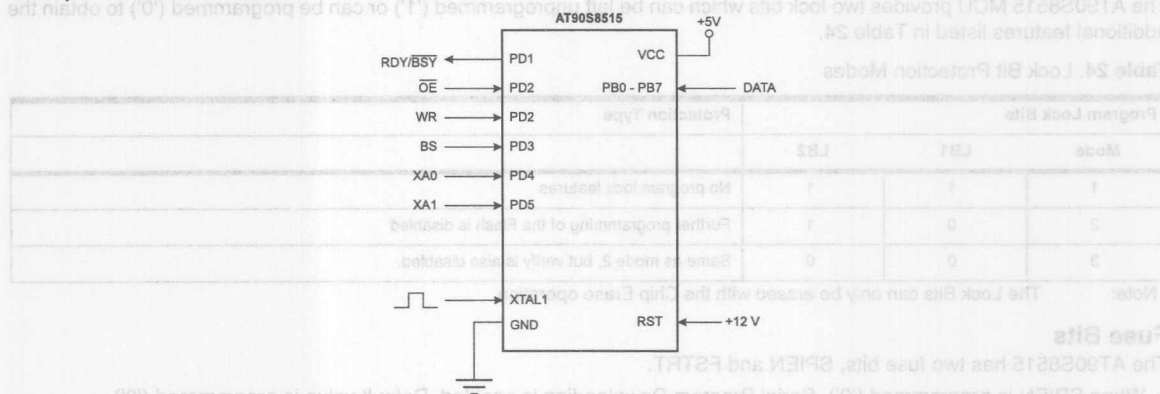 The AT90S8515 MCU provides two lock bits which can be left unprogrammed ('1') or can be programmed ('0') to obtain the
additional features listed in Table 24.
AT90S8515
+5V
VCC
RDY/BSY
PD1
OE
PD2
PB0 - PB7
DATA
WR
PD2
BS
PD3
XA0
PD4
XA1
PD5
XTAL1
GND
RST
+12 V
Table 24. Lock Bit Protection Modes
Program Lock Bits
Protection Type
Mode
LB1
LB2
1
1
1
No program lock features
2
0
1
Further programming of the Flash is disabled
3
0
0
Same as mode 2, but verify is also disabled.
Note: The Lock Bits can only be erased with the Chip Erase operation
Fuse Bits
The AT90S8515 has two fuse bits, SPIEN and FSTRT.